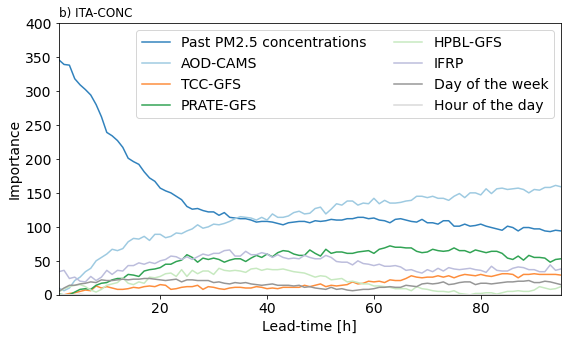 b) ITA-CONC
400
350
300
250
200
150
100
50
0
Importance
Past PM2.5 concentrations
AOD-CAMS
TCC-GFS
PRATE-GFS
HPBL-GFS
IFRP
Day of the week
Hour of the day
20 40 60 80
Lead-time [h]